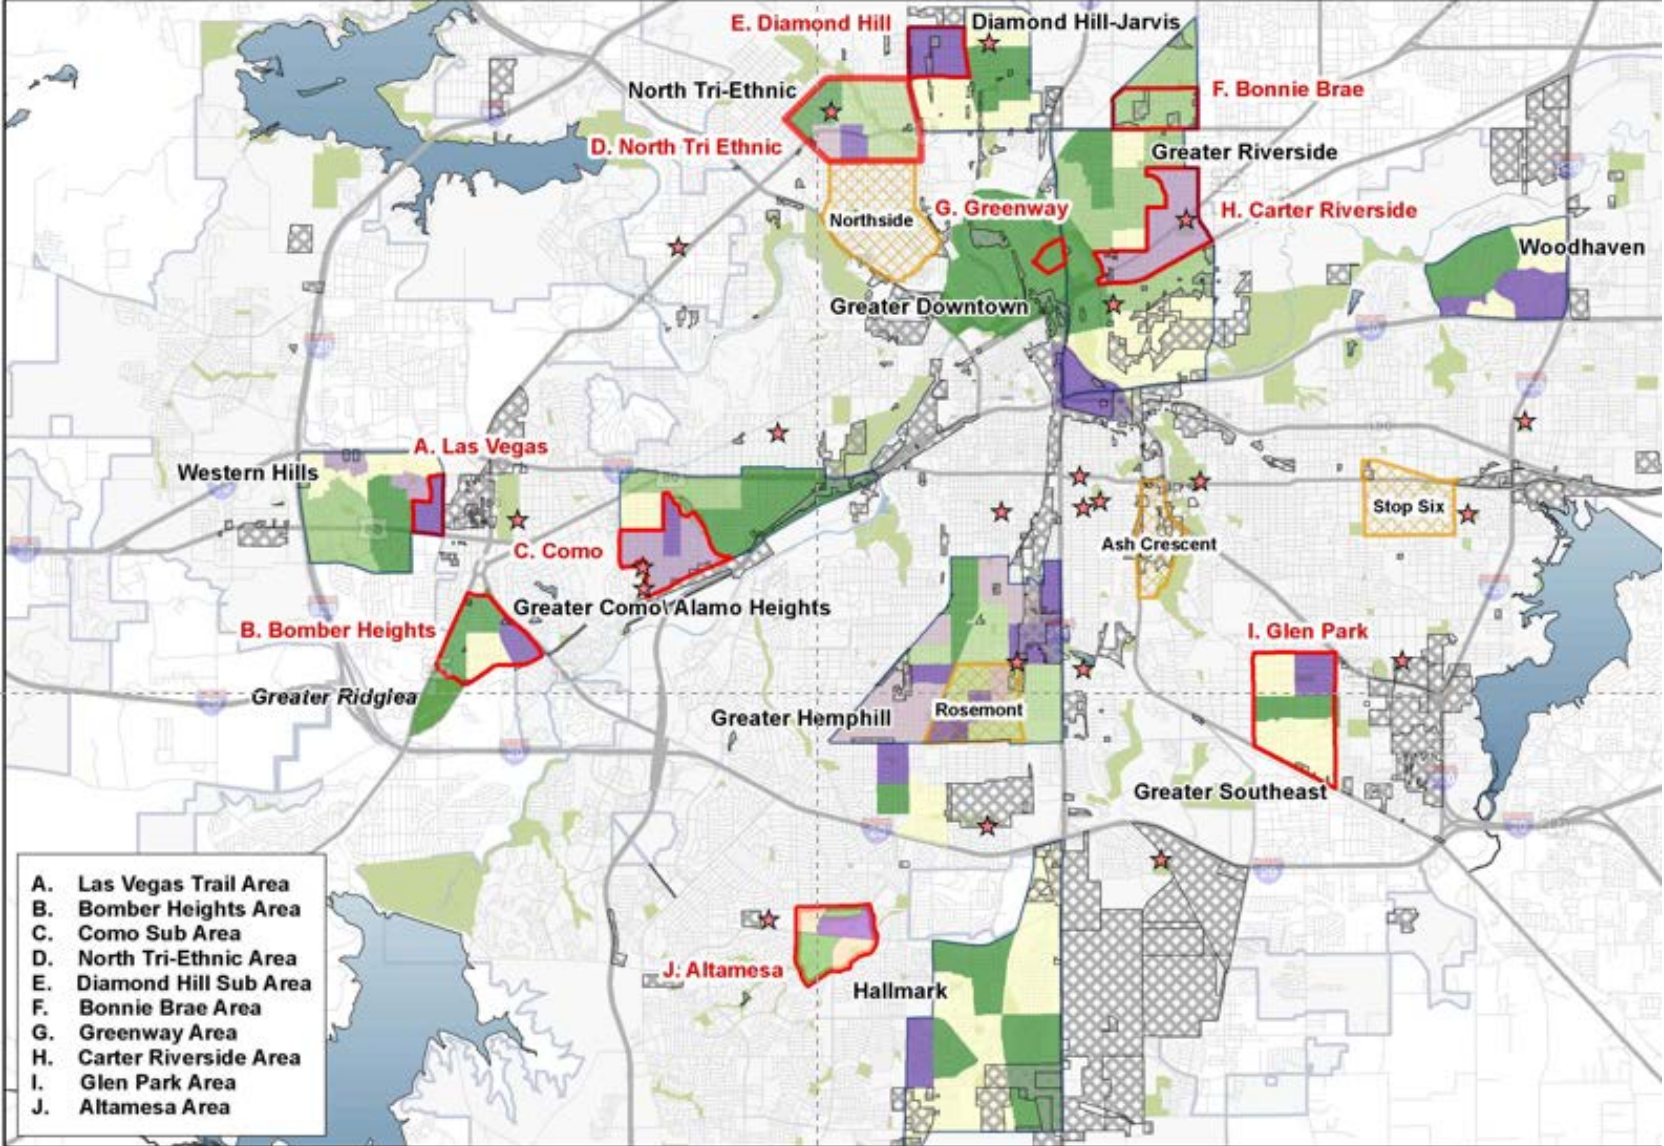 E. Diamond Hill
Diamond Hill-Jarvis
North Tri-Ethnic
F. Bonnie Brae
D. North Tri Ethnic
Greater Riverside
Northside
G. Greenway
H. Carter Riverside
Woodhaven
Greater Downtown
A. Las Vegas
Western Hills
Stop Six
C. Como
Ash Crescent
Greater Como\Alamo Heights
B. Bomber Heights
I. Glen Park
Greater Ridglea
Greater Hemphill
Rosemont
Greater Southeast
J. Altamesa
Hallmark
A. Las Vegas Trail Area
B. Bomber Heights Area
C. Como Sub Area
D. North Tri-Ethnic Area
E. Diamond Hill Sub Area
F. Bonnie Brae Area
G. Greenway Area
H. Carter Riverside Area
I. Glen Park Area
J. Altamesa Area